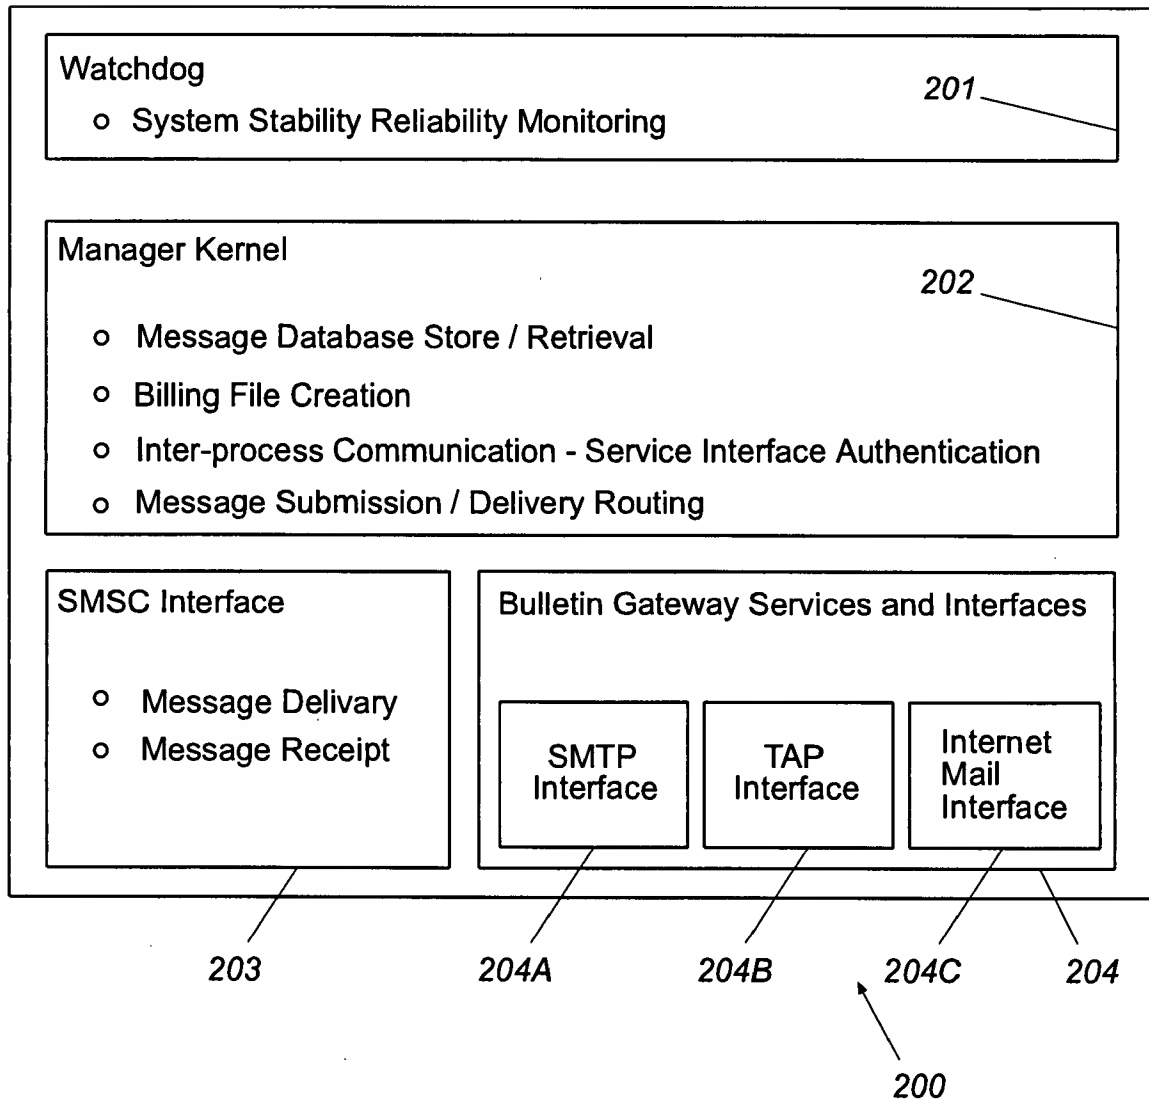 Watchdog
System Stability Reliability Monitoring
201
Manager Kernel
202
Message Database Store / Retrieval
Billing File Creation
Inter-process Communication - Service Interface Authentication
Message Submission / Delivery Routing
SMSC Interface
Message Delivary
Message Receipt
Bulletin Gateway Services and Interfaces
SMTP
Interface
TAP
Interface
Internet
Mail
Interface
203
204A
204B
204C
204
200